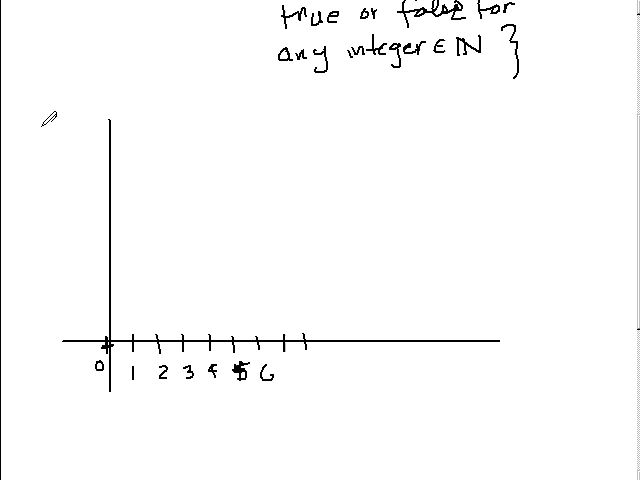 true or false for
any integer ∈ ℕ }
0 1 2 3 4 5 6